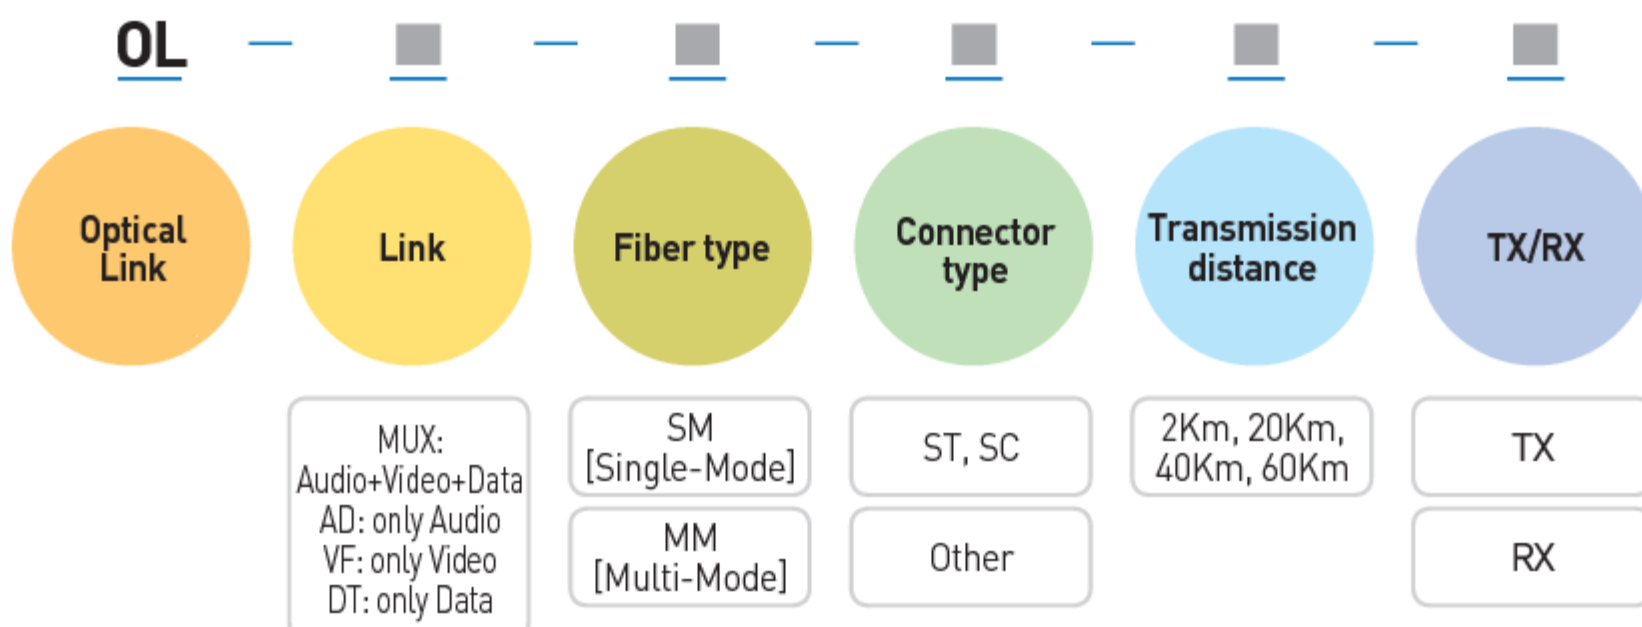 OL
Optical
Link
Link
Fiber type
Connector
type
Transmission
distance
TX/RX
MUX:
Audio+Video+Data
AD: only Audio
VF: only Video
DT: only Data
SM
[Single-Mode]
MM
[Multi-Mode]
ST, SC
Other
2Km, 20Km,
40Km, 60Km
TX
RX